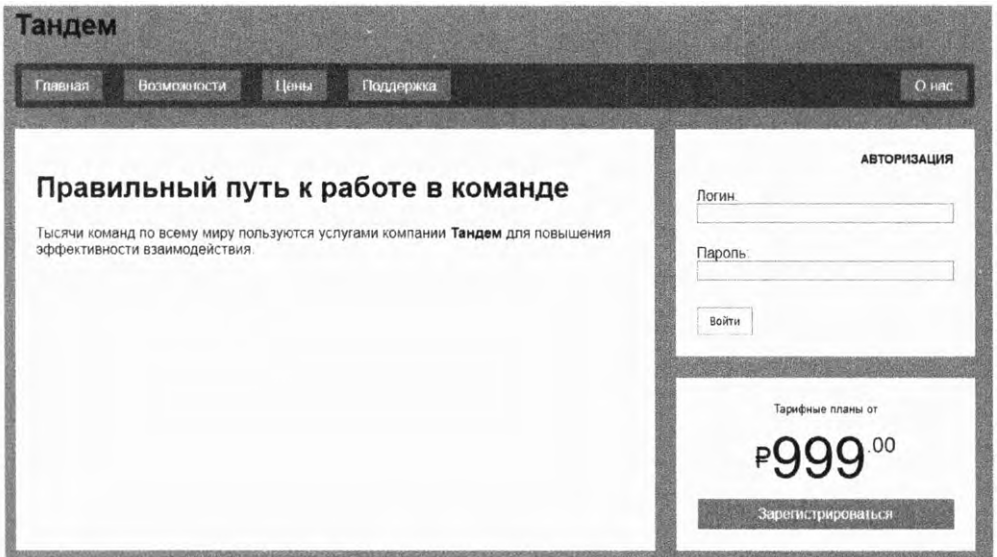 Тандем
Главная Возможности Цены Поддержка О нас
Правильный путь к работе в команде
Тысячи команд по всему миру пользуются услугами компании Тандем для повышения
эффективности взаимодействия.
АВТОРИЗАЦИЯ
Логин:
Пароль:
Войти
Тарифные планы от
₽999.00
Зарегистрироваться